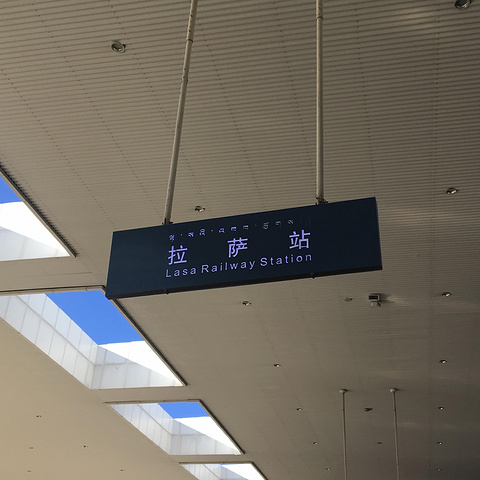 拉萨站
Lasa Railway Station